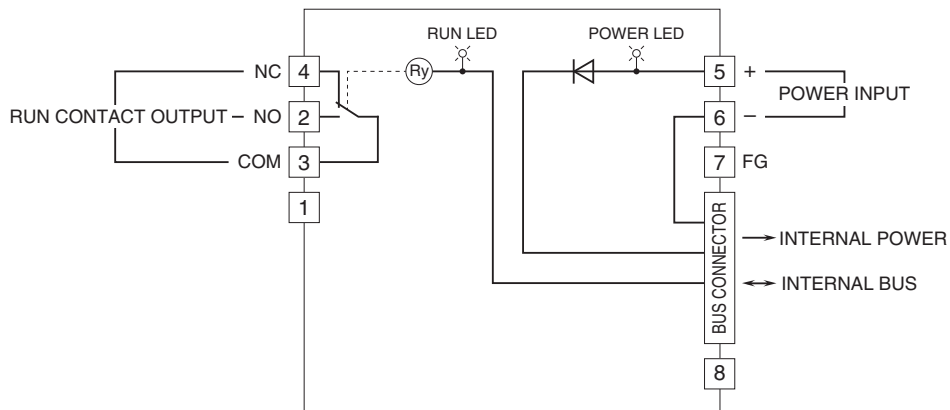 RUN LED
POWER LED
NC 4
Ry
5 +
RUN CONTACT OUTPUT
NO 2
POWER INPUT
6 −
COM 3
7 FG
1
BUS CONNECTOR
INTERNAL POWER
INTERNAL BUS
8